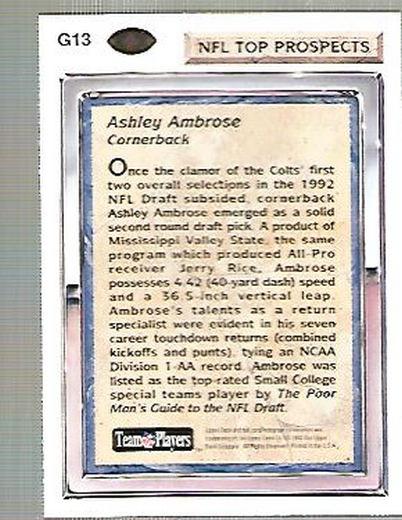 G13
NFL TOP PROSPECTS
Ashley Ambrose
Cornerback
Once the clamor of the Colts' first
two overall selections in the 1992
NFL Draft subsided, cornerback
Ashley Ambrose emerged as a solid
second round draft pick. A product of
Mississippi Valley State, the same
program which produced All-Pro
receiver Jerry Rice, Ambrose
possesses 4.42 (40-yard dash) speed
and a 36.5-inch vertical leap.
Ambrose's talents as a return
specialist were evident in his seven
career touchdown returns (combined
kickoffs and punts), tying an NCAA
Division 1-AA record. Ambrose was
listed as the top-rated Small College
special teams player by The Poor
Man's Guide to the NFL Draft.
Team NFL Players